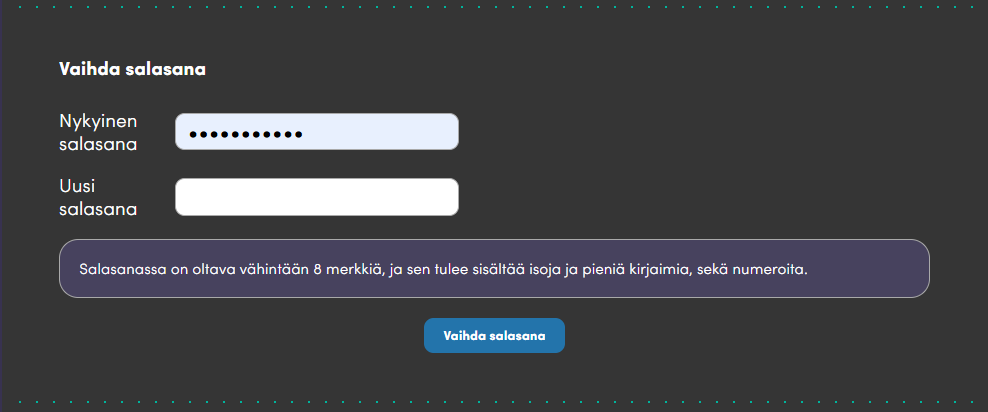 Vaihda salasana
Nykyinen
salasana
Uusi
salasana
Salasanassa on oltava vähintään 8 merkkiä, ja sen tulee sisältää isoja ja pieniä kirjaimia, sekä numeroita.
Vaihda salasana